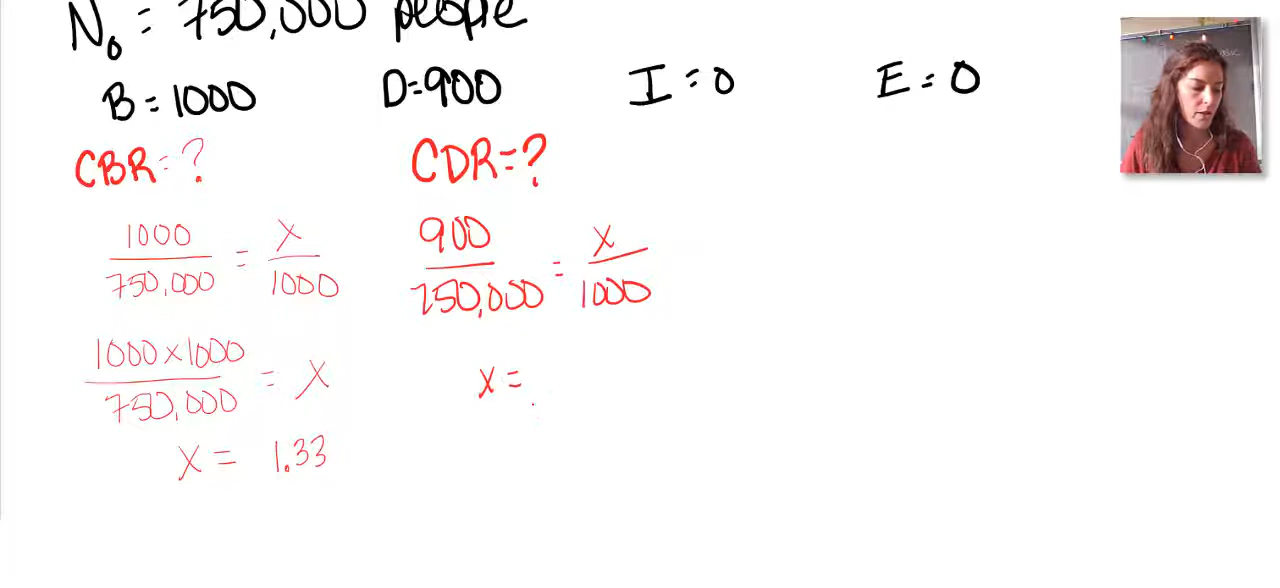 N₀ = 750,000 people
B = 1000 D=900 I = 0 E = 0
CBR = ? CDR = ?
1000/750,000 = x/1000 900/750,000 = x/1000
1000 x 1000/750,000 = x x =
x = 1.33